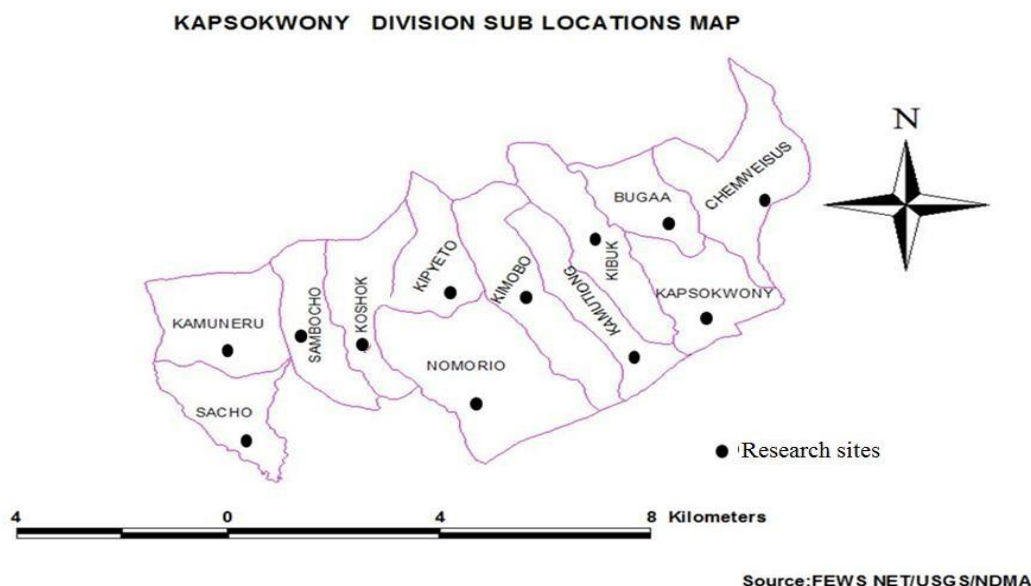 KAPSOKWONY DIVISION SUB LOCATIONS MAP
N
CHEMWEISUS
BUGAA
KIBUK
KAPSOKWONY
KAMUTIONG
KIMOBO
KIPYETO
KOSHOK
SAMBOCHO
KAMUNERU
NOMORIO
SACHO
Research sites
4 0 4 8 Kilometers
Source:FEWS NET/USGS/NDMA